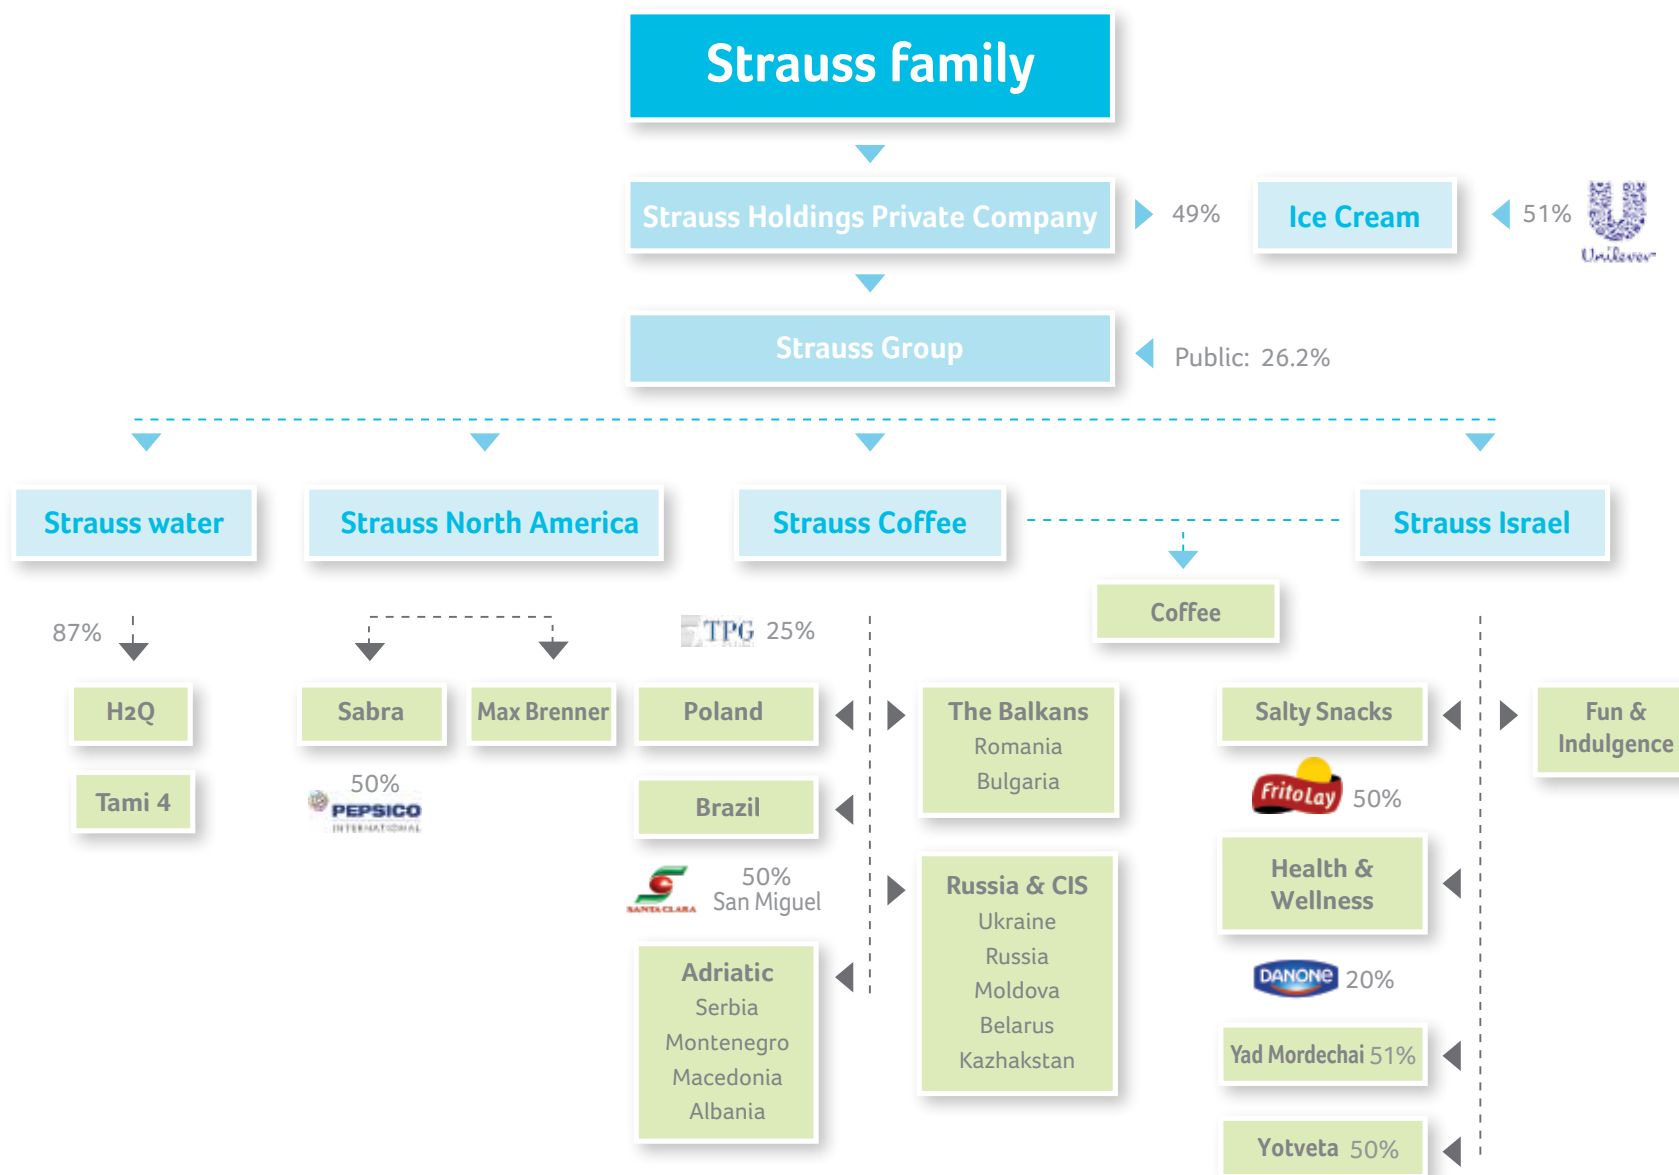 Strauss family
Strauss Holdings Private Company
49%
Ice Cream
51%
Unilever
Strauss Group
Public: 26.2%
Strauss water
Strauss North America
Strauss Coffee
Strauss Israel
Coffee
87%
TPG 25%
H2Q
Tami 4
Sabra
50%
PEPSICO
INTERNATIONAL
Max Brenner
Poland
Brazil
SANTA CLARA
50%
San Miguel
Adriatic
Serbia
Montenegro
Macedonia
Albania
The Balkans
Romania
Bulgaria
Russia & CIS
Ukraine
Russia
Moldova
Belarus
Kazhakstan
Salty Snacks
FritoLay 50%
Health &
Wellness
DANONE 20%
Yad Mordechai 51%
Yotveta 50%
Fun &
Indulgence